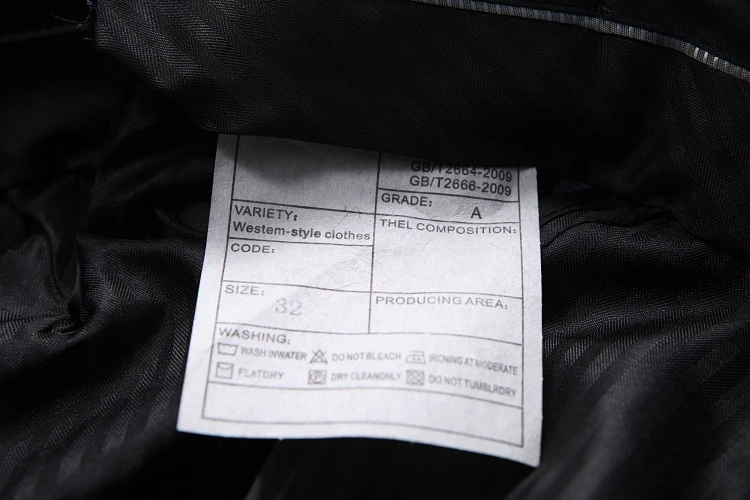 GB/T2664-2009
GB/T2666-2009
GRADE: A
VARIETY:
Westem-style clothes
THEL COMPOSITION:
CODE:
SIZE: 32
PRODUCING AREA:
WASHING:
WASH INWATER DO NOT BLEACH IRCNING AT MODERATE
FLATDRY DRY CLEANONLY DO NOT TUMBLRDRY